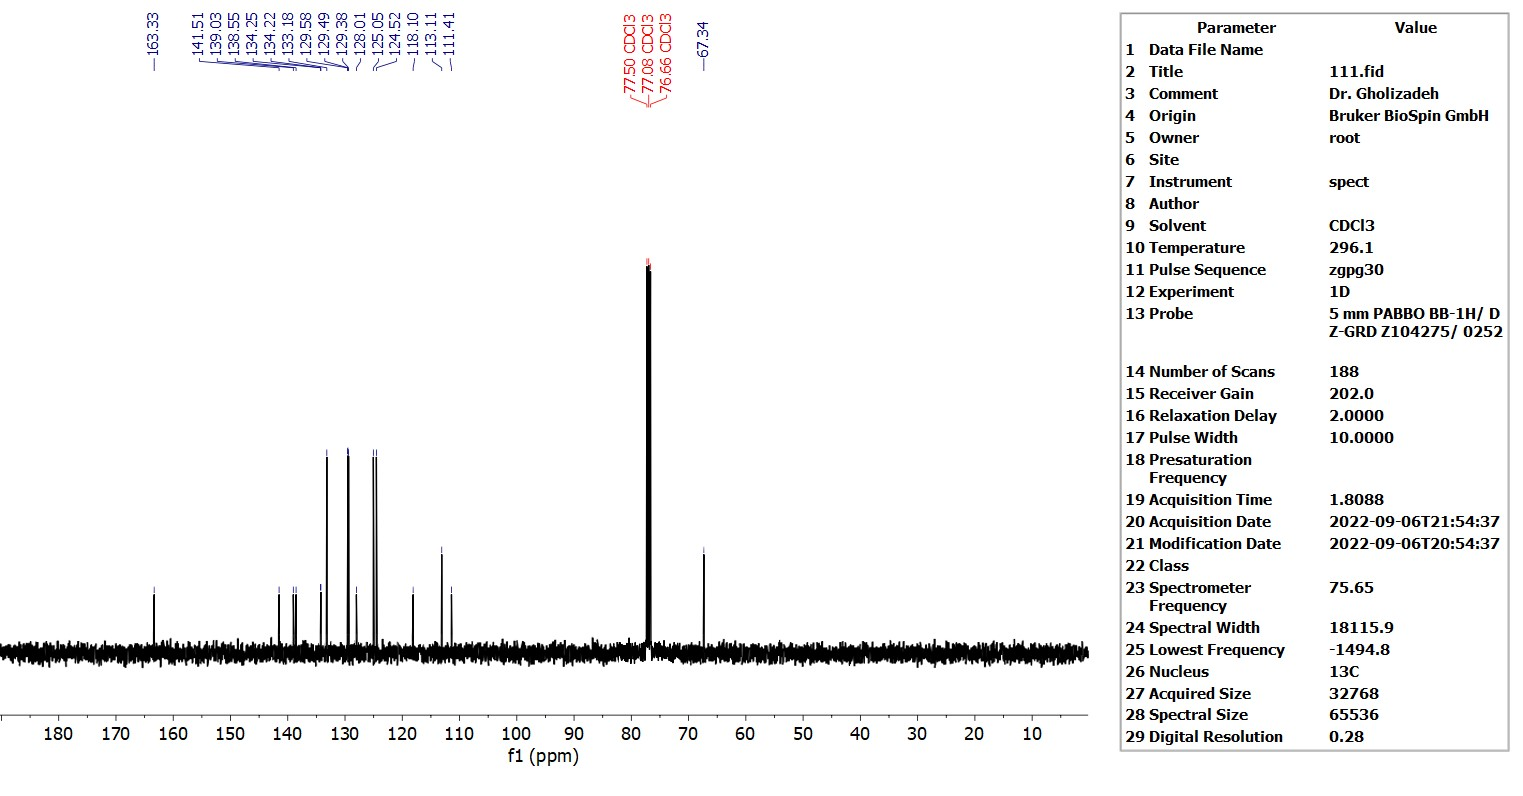 163.33
141.51
139.03
138.55
134.25
134.22
133.18
129.58
129.49
129.38
128.01
125.05
124.52
118.10
113.11
111.41
77.50 CDCl3
77.08 CDCl3
76.66 CDCl3
67.34
180 170 160 150 140 130 120 110 100 90 80 70 60 50 40 30 20 10
f1 (ppm)
Parameter Value
1 Data File Name
2 Title 111.fid
3 Comment Dr. Gholizadeh
4 Origin Bruker BioSpin GmbH
5 Owner root
6 Site
7 Instrument spect
8 Author
9 Solvent CDCl3
10 Temperature 296.1
11 Pulse Sequence zgpg30
12 Experiment 1D
13 Probe 5 mm PABBO BB-1H/ D
Z-GRD Z104275/ 0252
14 Number of Scans 188
15 Receiver Gain 202.0
16 Relaxation Delay 2.0000
17 Pulse Width 10.0000
18 Presaturation
Frequency
19 Acquisition Time 1.8088
20 Acquisition Date 2022-09-06T21:54:37
21 Modification Date 2022-09-06T20:54:37
22 Class
23 Spectrometer 75.65
Frequency
24 Spectral Width 18115.9
25 Lowest Frequency -1494.8
26 Nucleus 13C
27 Acquired Size 32768
28 Spectral Size 65536
29 Digital Resolution 0.28